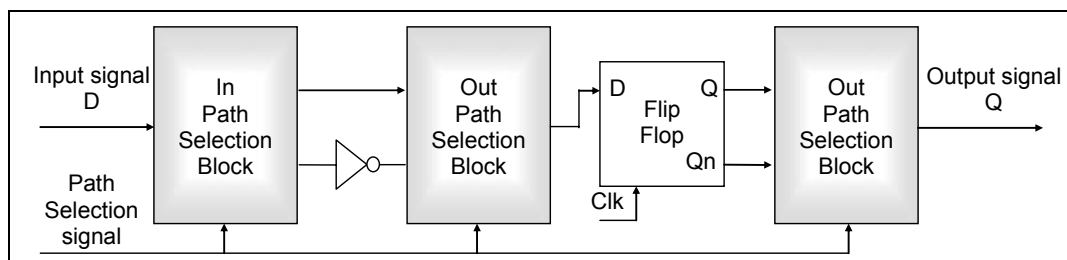 Input signal
D
Path
Selection
signal
In
Path
Selection
Block
Out
Path
Selection
Block
D
Q
Flip
Flop
Qn
Clk
Out
Path
Selection
Block
Output signal
Q